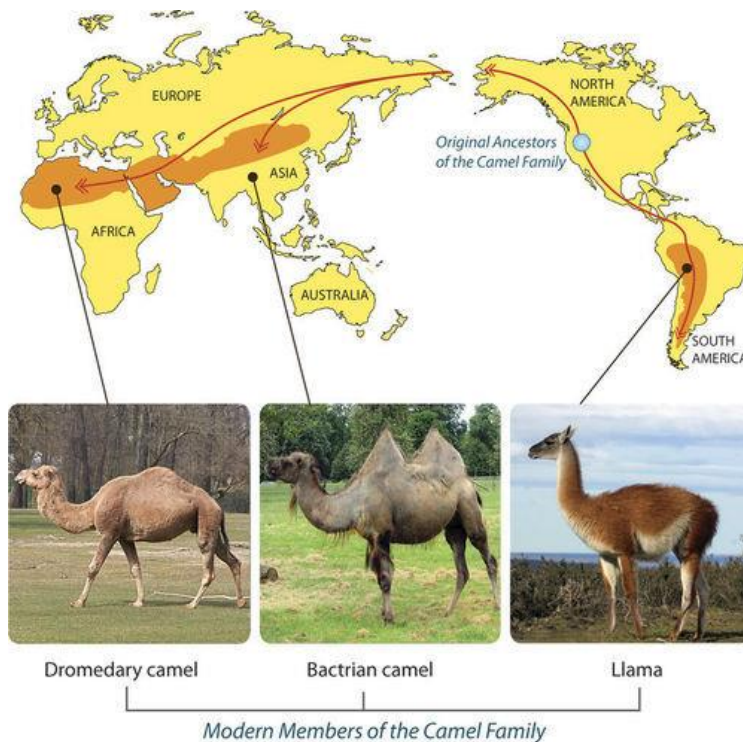 EUROPE
NORTH
AMERICA
Original Ancestors
of the Camel Family
ASIA
AFRICA
AUSTRALIA
SOUTH
AMERICA
Dromedary camel
Bactrian camel
Llama
Modern Members of the Camel Family